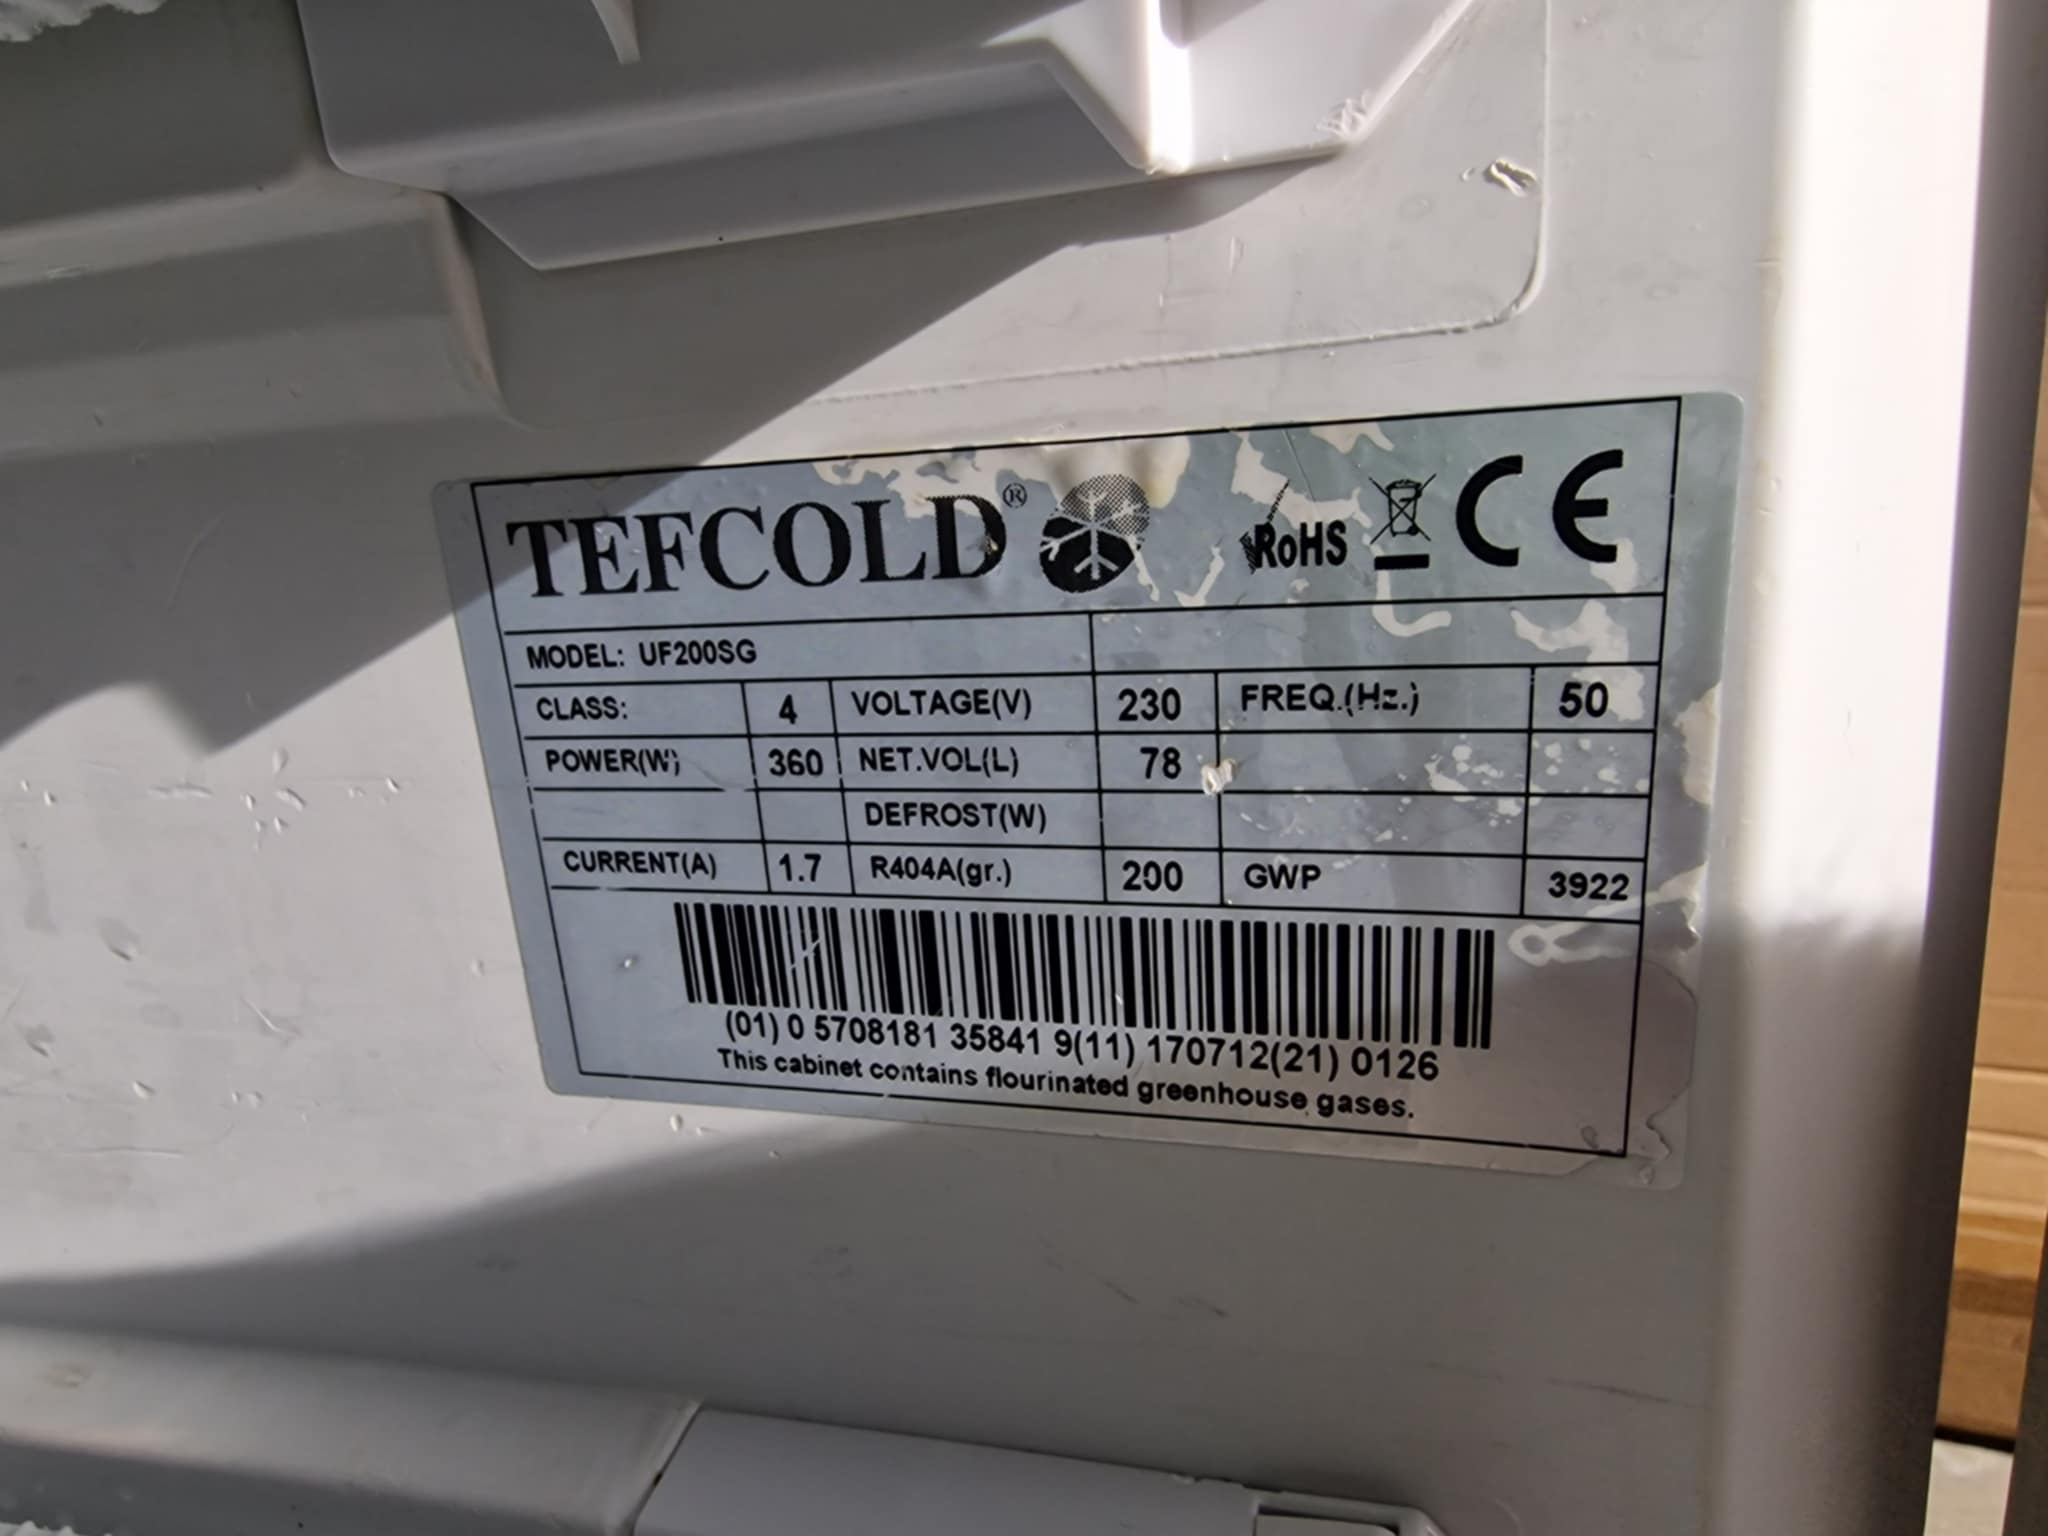 TEFCOLD® RoHS CE
MODEL: UF200SG
CLASS: 4 VOLTAGE(V) 230 FREQ.(Hz.) 50
POWER(W) 360 NET.VOL(L) 78
DEFROST(W)
CURRENT(A) 1.7 R404A(gr.) 200 GWP 3922
(01) 0 5708181 35841 9(11) 170712(21) 0126
This cabinet contains flourinated greenhouse gases.